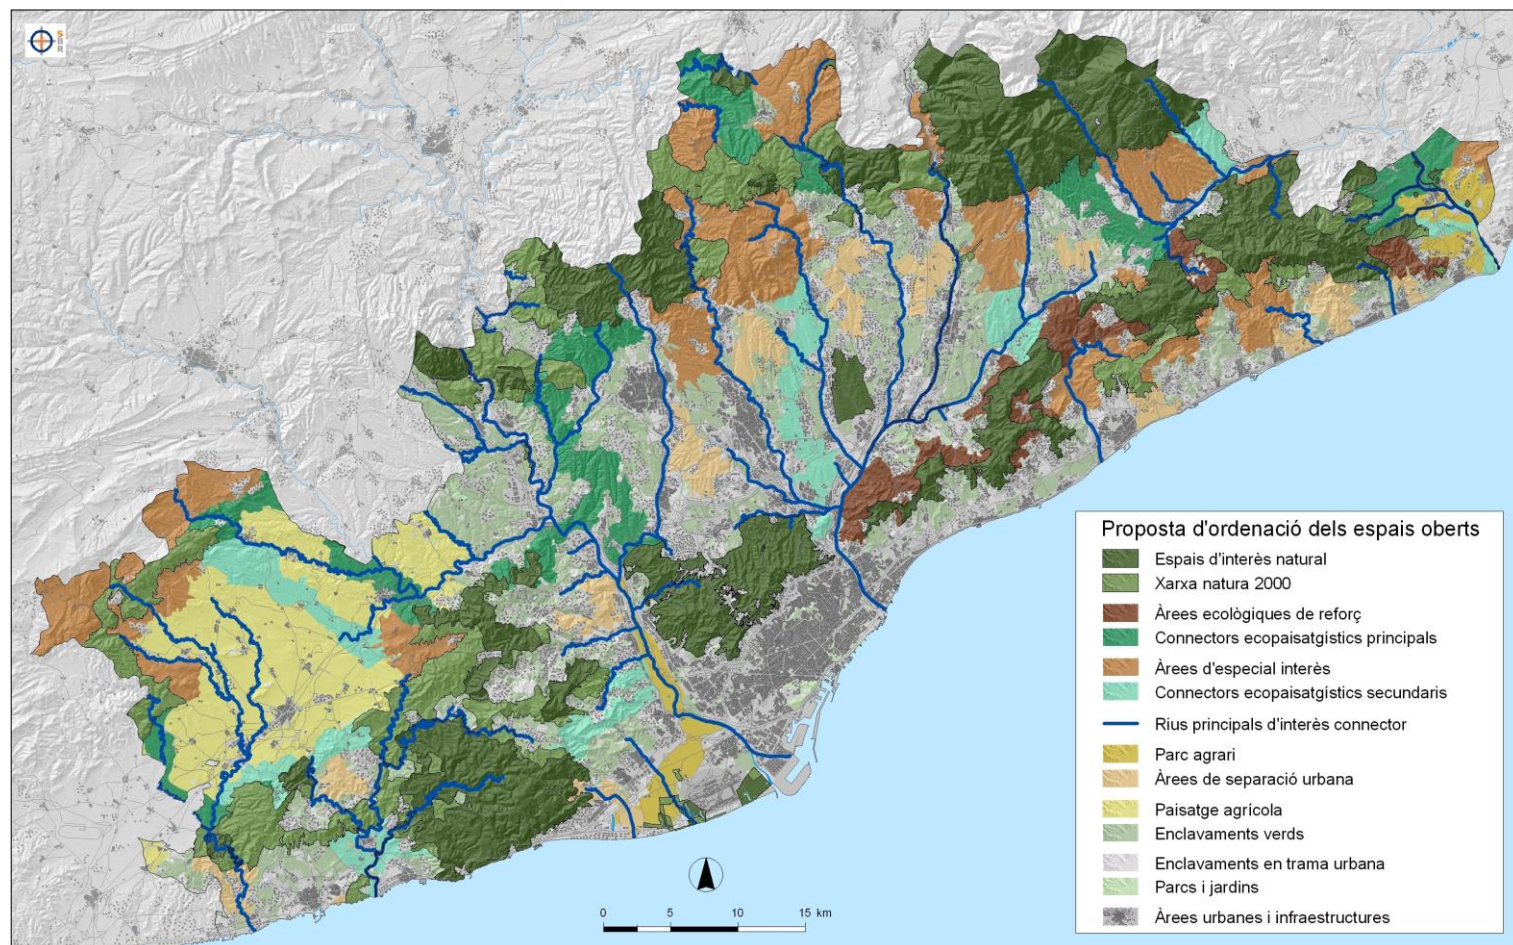 S
B
R
Proposta d'ordenació dels espais oberts
Espais d'interès natural
Xarxa natura 2000
Àrees ecològiques de reforç
Connectors ecopaisatgístics principals
Àrees d'especial interès
Connectors ecopaisatgístics secundaris
Rius principals d'interès connector
Parc agrari
Àrees de separació urbana
Paisatge agrícola
Enclavaments verds
Enclavaments en trama urbana
Parcs i jardins
Àrees urbanes i infraestructures
0 5 10 15 km